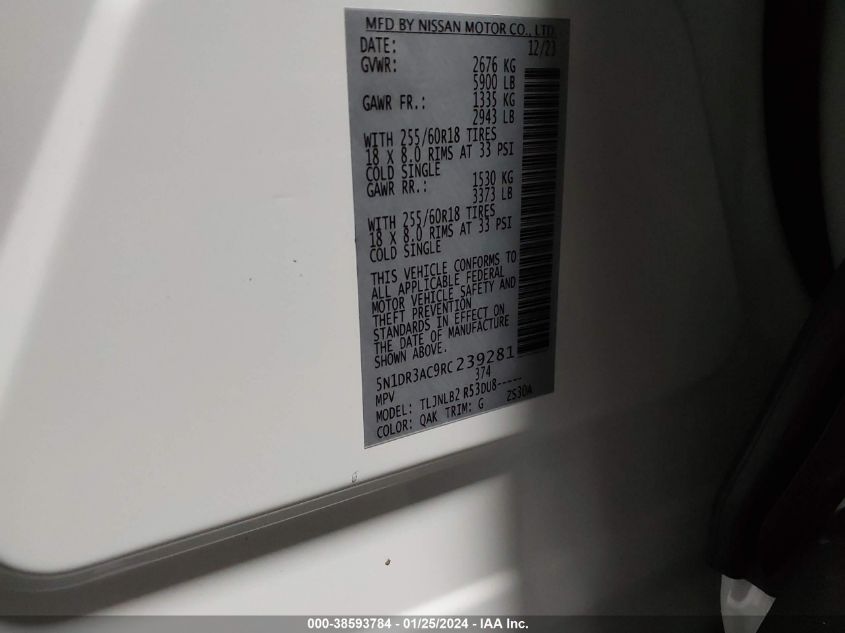 MFD BY NISSAN MOTOR CO., LTD.
DATE: 12/23
GVWR: 2676 KG
5900 LB
GAWR FR.: 1335 KG
2943 LB
WITH 255/60R18 TIRES
18 X 8.0 RIMS AT 33 PSI
COLD SINGLE
GAWR RR.: 1530 KG
3373 LB
WITH 255/60R18 TIRES
18 X 8.0 RIMS AT 33 PSI
COLD SINGLE
THIS VEHICLE CONFORMS TO
ALL APPLICABLE FEDERAL
MOTOR VEHICLE SAFETY AND
THEFT PREVENTION
STANDARDS IN EFFECT ON
THE DATE OF MANUFACTURE
SHOWN ABOVE.
5N1DR3AC9RC239281
MPV 374
MODEL: TLJNLB2 R53DU8-----
COLOR: QAK TRIM: G ZS30A
000-38593784 - 01/25/2024 - IAA Inc.